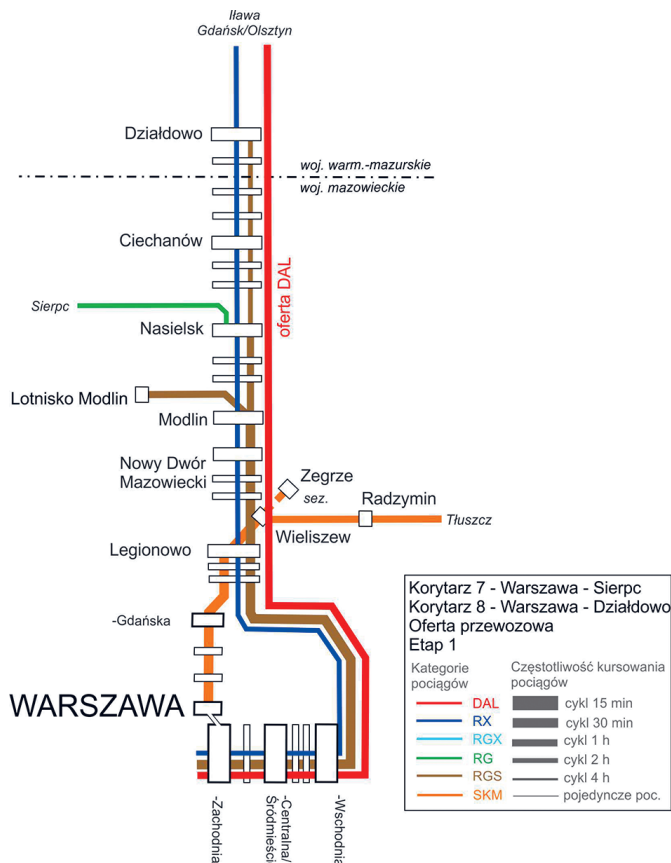 Iława
Gdańsk/Olsztyn
Działdowo
woj. warm.-mazurskie
woj. mazowieckie
Ciechanów
oferta DAL
Sierpc
Nasielsk
Lotnisko Modlin
Modlin
Nowy Dwór
Mazowiecki
Zegrze
sez.
Radzymin
Tłuszcz
Wieliszew
Legionowo
-Gdańska
WARSZAWA
-Zachodnia
-Centralna/
Śródmieście
-Wschodnia
Korytarz 7 - Warszawa - Sierpc
Korytarz 8 - Warszawa - Działdowo
Oferta przewozowa
Etap 1
Kategorie
pociągów
Częstotliwość kursowania
pociągów
DAL
cykl 15 min
RX
cykl 30 min
RGX
cykl 1 h
RG
cykl 2 h
RGS
cykl 4 h
SKM
pojedyncze poc.